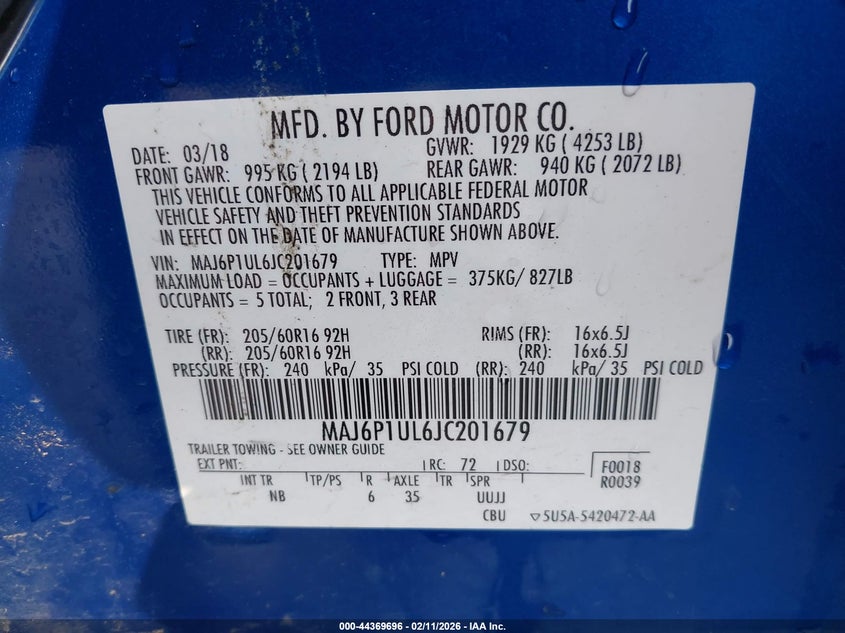 MFD. BY FORD MOTOR CO.
DATE: 03/18 GVWR: 1929 KG ( 4253 LB)
FRONT GAWR: 995 KG ( 2194 LB) REAR GAWR: 940 KG ( 2072 LB)
THIS VEHICLE CONFORMS TO ALL APPLICABLE FEDERAL MOTOR
VEHICLE SAFETY AND THEFT PREVENTION STANDARDS
IN EFFECT ON THE DATE OF MANUFACTURE SHOWN ABOVE.
VIN: MAJ6P1UL6JC201679 TYPE: MPV
MAXIMUM LOAD = OCCUPANTS + LUGGAGE = 375KG/ 827LB
OCCUPANTS = 5 TOTAL; 2 FRONT, 3 REAR
TIRE (FR): 205/60R16 92H RIMS (FR): 16x6.5J
(RR): 205/60R16 92H (RR): 16x6.5J
PRESSURE (FR): 240 kPa/ 35 PSI COLD (RR): 240 kPa/ 35 PSI COLD
MAJ6P1UL6JC201679
TRAILER TOWING - SEE OWNER GUIDE
EXT PNT: RC: 72 DSO: F0018
R0039
INT TR TP/PS R AXLE TR SPR
NB 6 35 UUJJ
CBU ▽5U5A-5420472-AA
000-44369696 - 02/11/2026 - IAA Inc.